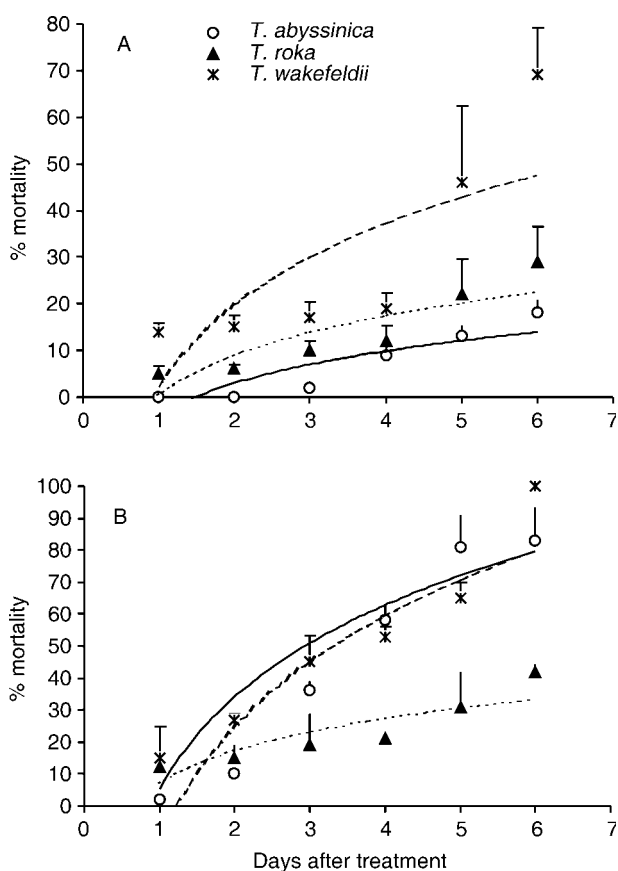 80
A
T. abyssinica
70
T. roka
T. wakefeldii
60
50
% mortality
40
30
20
10
0
0 1 2 3 4 5 6 7
100
B
90
80
70
60
% mortality
50
40
30
20
10
0
0 1 2 3 4 5 6 7
Days after treatment